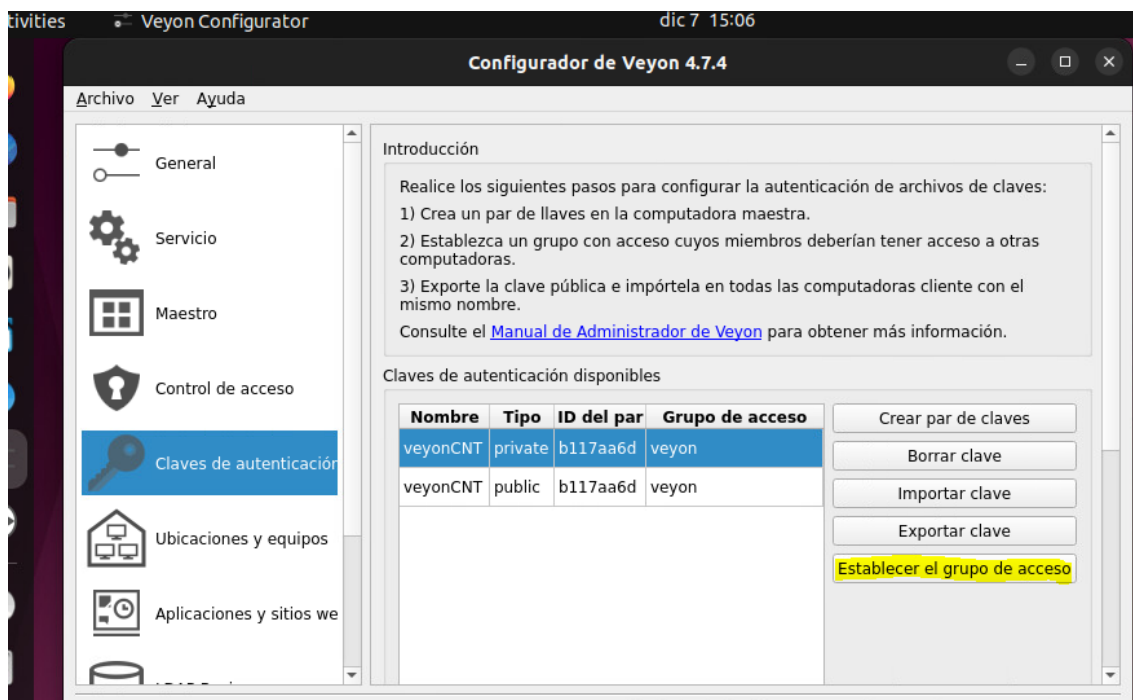 tivities
Veyon Configurator
dic 7 15:06
Configurador de Veyon 4.7.4
Archivo Ver Ayuda
General
Servicio
Maestro
Control de acceso
Claves de autenticación
Ubicaciones y equipos
Aplicaciones y sitios we
Introducción
Realice los siguientes pasos para configurar la autenticación de archivos de claves:
1) Crea un par de llaves en la computadora maestra.
2) Establezca un grupo con acceso cuyos miembros deberían tener acceso a otras
computadoras.
3) Exporte la clave pública e impórtela en todas las computadoras cliente con el
mismo nombre.
Consulte el Manual de Administrador de Veyon para obtener más información.
Claves de autenticación disponibles
Nombre Tipo ID del par Grupo de acceso
veyonCNT private b117aa6d veyon
veyonCNT public b117aa6d veyon
Crear par de claves
Borrar clave
Importar clave
Exportar clave
Establecer el grupo de acceso